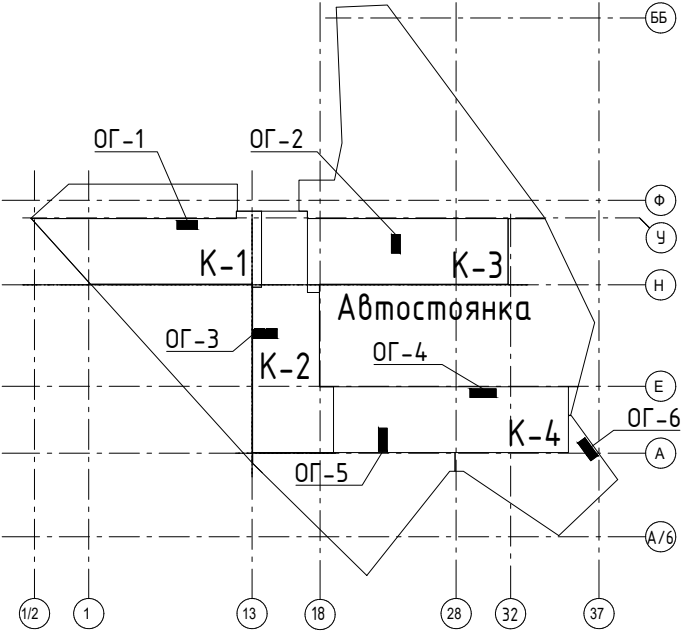 ББ
ОГ-1
ОГ-2
Ф
У
К-1
К-3
Н
Автостоянка
ОГ-3
К-2
ОГ-4
Е
ОГ-6
К-4
А
ОГ-5
А/6
1/2
1
13
18
28
32
37